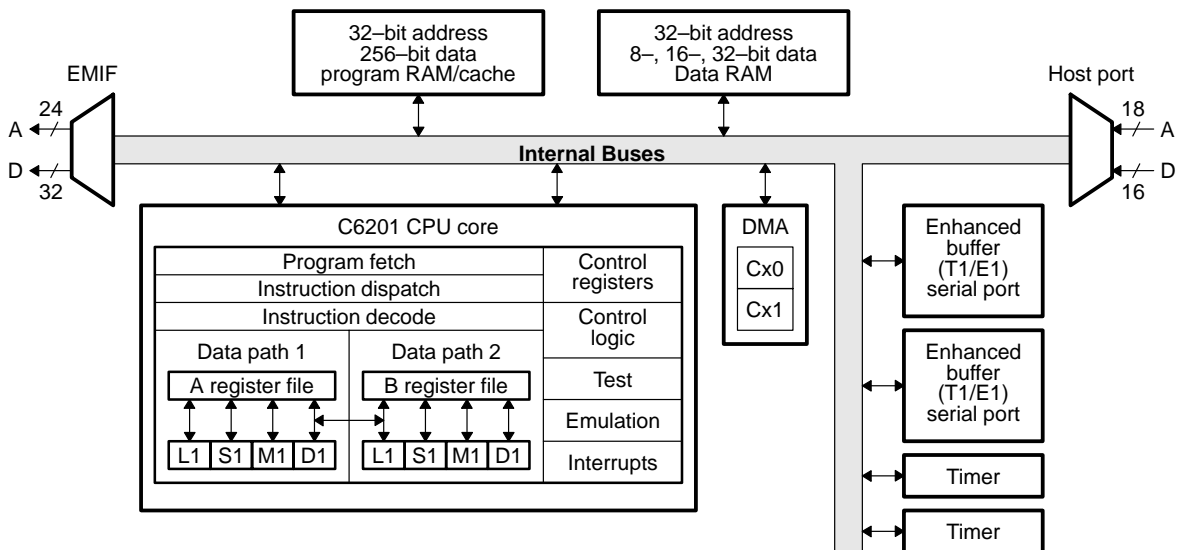 32–bit address
256–bit data
program RAM/cache
32–bit address
8–, 16–, 32–bit data
Data RAM
EMIF
24
A
D
32
Host port
18
A
D
16
Internal Buses
C6201 CPU core
Program fetch
Instruction dispatch
Instruction decode
Data path 1
Data path 2
A register file
B register file
L1 S1 M1 D1
L1 S1 M1 D1
Control
registers
Control
logic
Test
Emulation
Interrupts
DMA
Cx0
Cx1
Enhanced
buffer
(T1/E1)
serial port
Enhanced
buffer
(T1/E1)
serial port
Timer
Timer